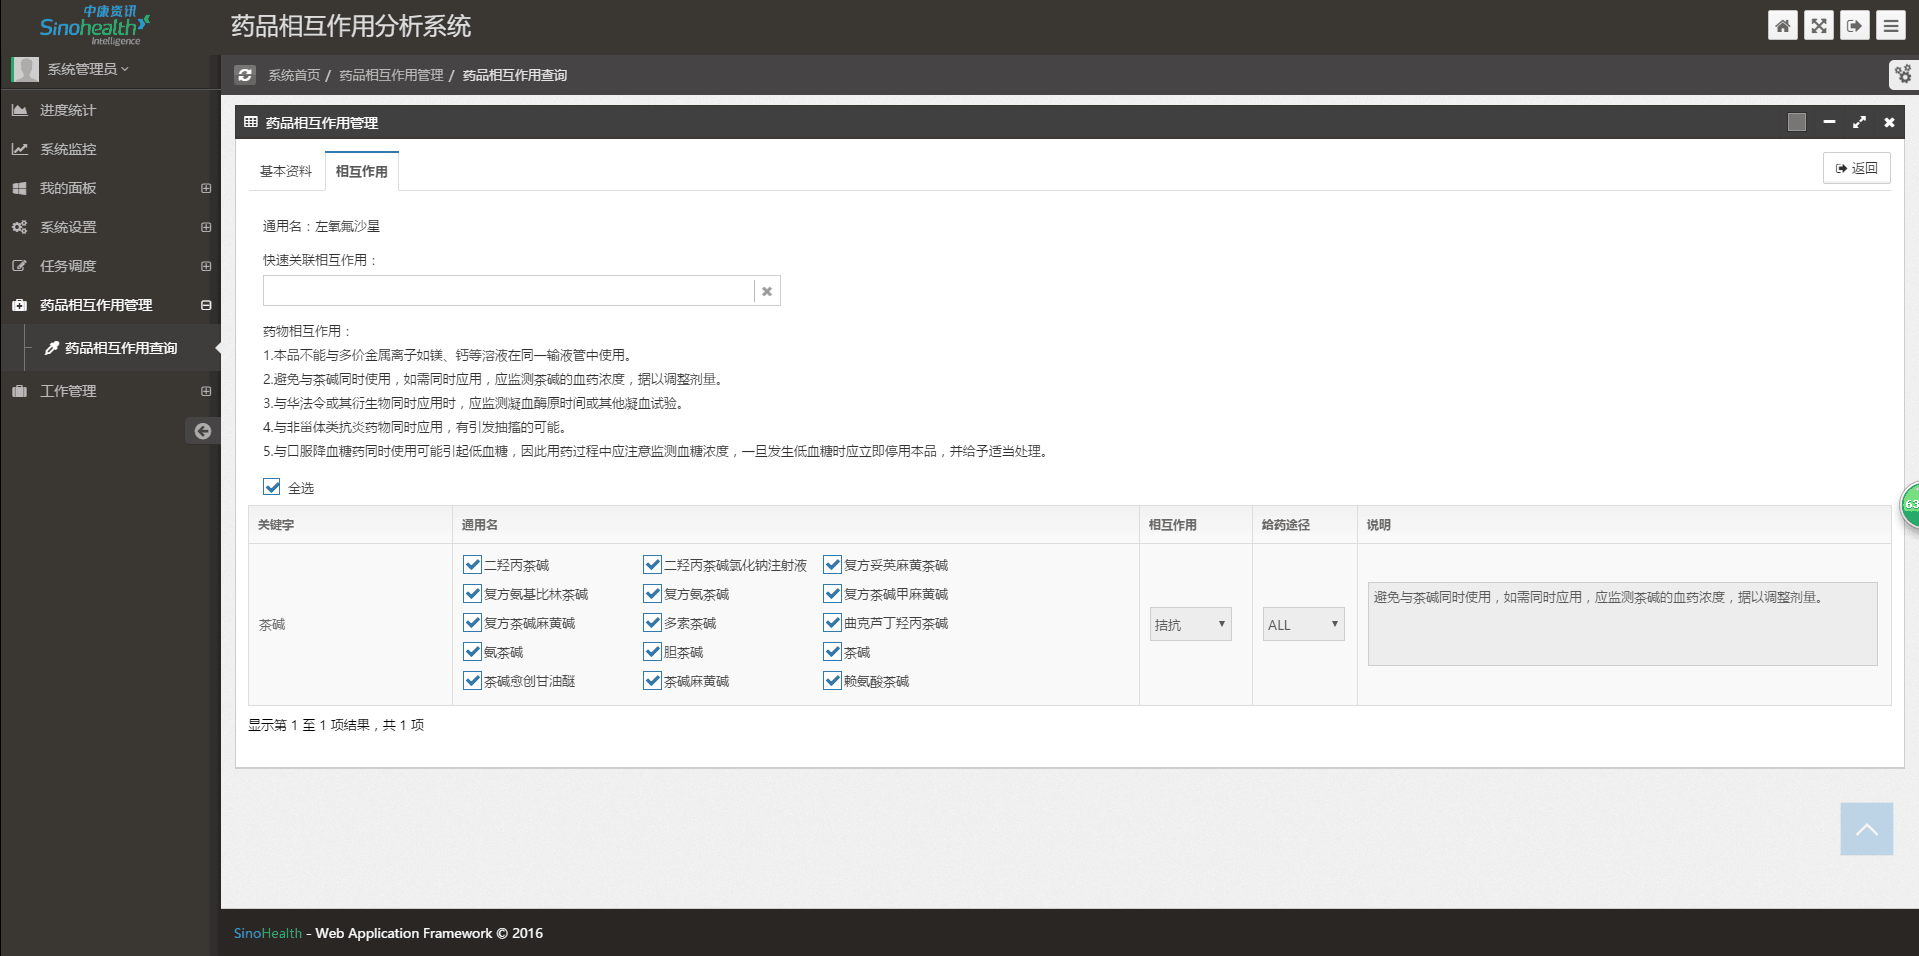 中康资讯
Sinohealth
Intelligence
药品相互作用分析系统
系统管理员
系统首页 / 药品相互作用管理 / 药品相互作用查询
进度统计
系统监控
我的面板
系统设置
任务调度
药品相互作用管理
药品相互作用查询
工作管理
药品相互作用管理
基本资料
相互作用
返回
通用名：左氧氟沙星
快速关联相互作用：
药物相互作用：
1.本品不能与多价金属离子如镁、钙等溶液在同一输液管中使用。
2.避免与茶碱同时使用，如需同时应用，应监测茶碱的血药浓度，据以调整剂量。
3.与华法令或其衍生物同时应用时，应监测凝血酶原时间或其他凝血试验。
4.与非甾体类抗炎药物同时应用，有引发抽搐的可能。
5.与口服降血糖药同时使用可能引起低血糖，因此用药过程中应注意监测血糖浓度，一旦发生低血糖时应立即停用本品，并给予适当处理。
全选
关键字 通用名 相互作用 给药途径 说明
茶碱
二羟丙茶碱 二羟丙茶碱氯化钠注射液 复方妥英麻黄茶碱
复方氨基比林茶碱 复方氨茶碱 复方茶碱甲麻黄碱
复方茶碱麻黄碱 多索茶碱 曲克芦丁羟丙茶碱
氨茶碱 胆茶碱 茶碱
茶碱愈创甘油醚 茶碱麻黄碱 赖氨酸茶碱
拮抗
ALL
避免与茶碱同时使用，如需同时应用，应监测茶碱的血药浓度，据以调整剂量。
显示第 1 至 1 项结果，共 1 项
63
SinoHealth - Web Application Framework © 2016